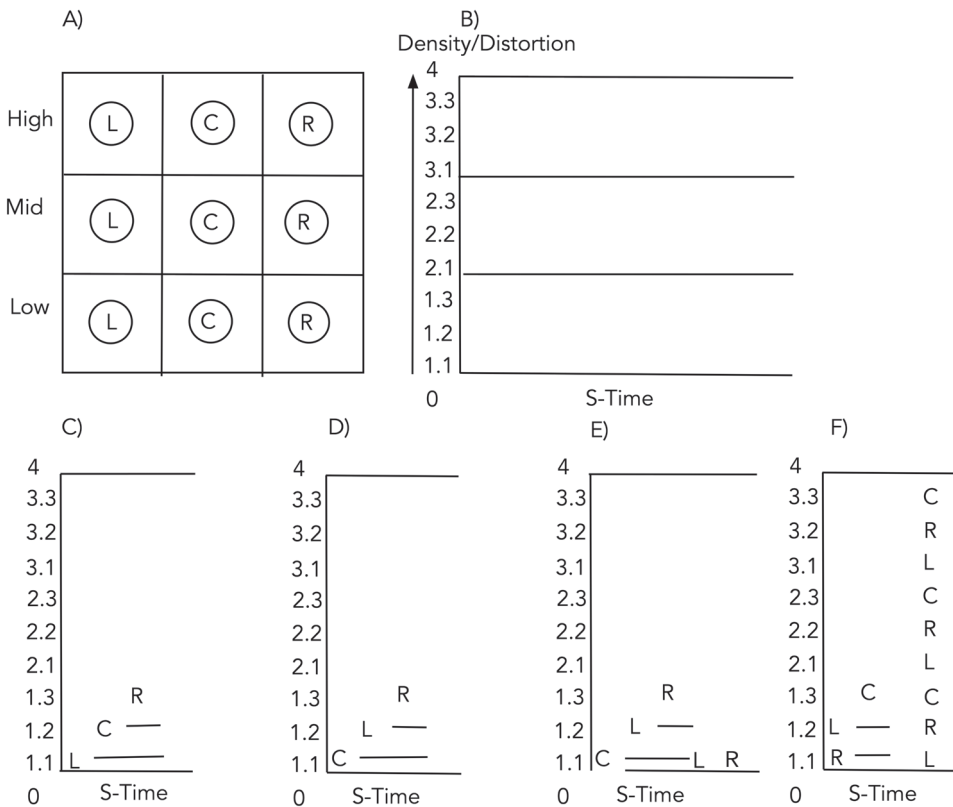 A)
High
L C R
Mid
L C R
Low
L C R
B)
Density/Distortion
4
3.3
3.2
3.1
2.3
2.2
2.1
1.3
1.2
1.1
0 S-Time
C)
4
3.3
3.2
3.1
2.3
2.2
2.1
1.3 R
1.2 C
1.1 L
0 S-Time
D)
4
3.3
3.2
3.1
2.3
2.2
2.1
1.3 R
1.2 L
1.1 C
0 S-Time
E)
4
3.3
3.2
3.1
2.3
2.2
2.1
1.3 R
1.2 L
1.1 C L R
0 S-Time
F)
4
3.3 C
3.2 R
3.1 L
2.3 C
2.2 R
2.1 L
1.3 C C
1.2 L R
1.1 R L
0 S-Time